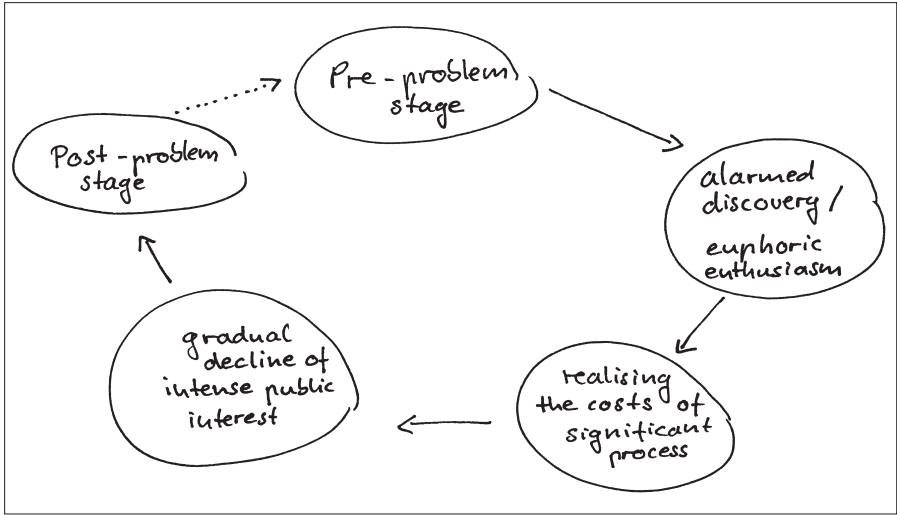 Pre-problem
stage
alarmed
discovery/
euphoric
enthusiasm
realising
the costs of
significant
process
gradual
decline of
intense public
interest
Post-problem
stage